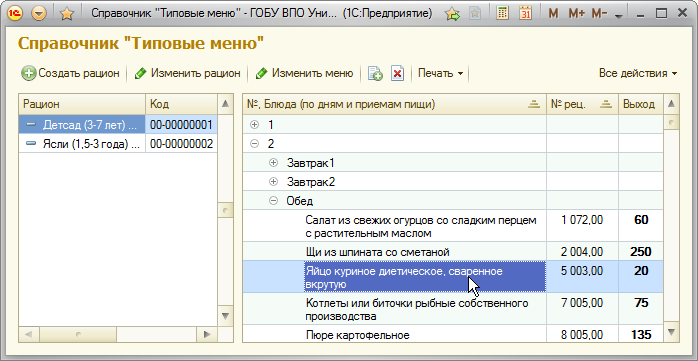 Справочник "Типовые меню" - ГОБУ ВПО Уни... (1С:Предприятие)
M M+ M-
Справочник "Типовые меню"
Создать рацион Изменить рацион Изменить меню Печать Все действия
Рацион Код
Детсад (3-7 лет) ... 00-00000001
Ясли (1,5-3 года) ... 00-00000002
№, Блюда (по дням и приемам пищи) № рец. Выход
1
2
Завтрак1
Завтрак2
Обед
Салат из свежих огурцов со сладким перцем 1 072,00 60
с растительным маслом
Щи из шпината со сметаной 2 004,00 250
Яйцо куриное диетическое, сваренное 5 003,00 20
вкрутую
Котлеты или биточки рыбные собственного 7 005,00 75
производства
Пюре картофельное 8 005,00 135